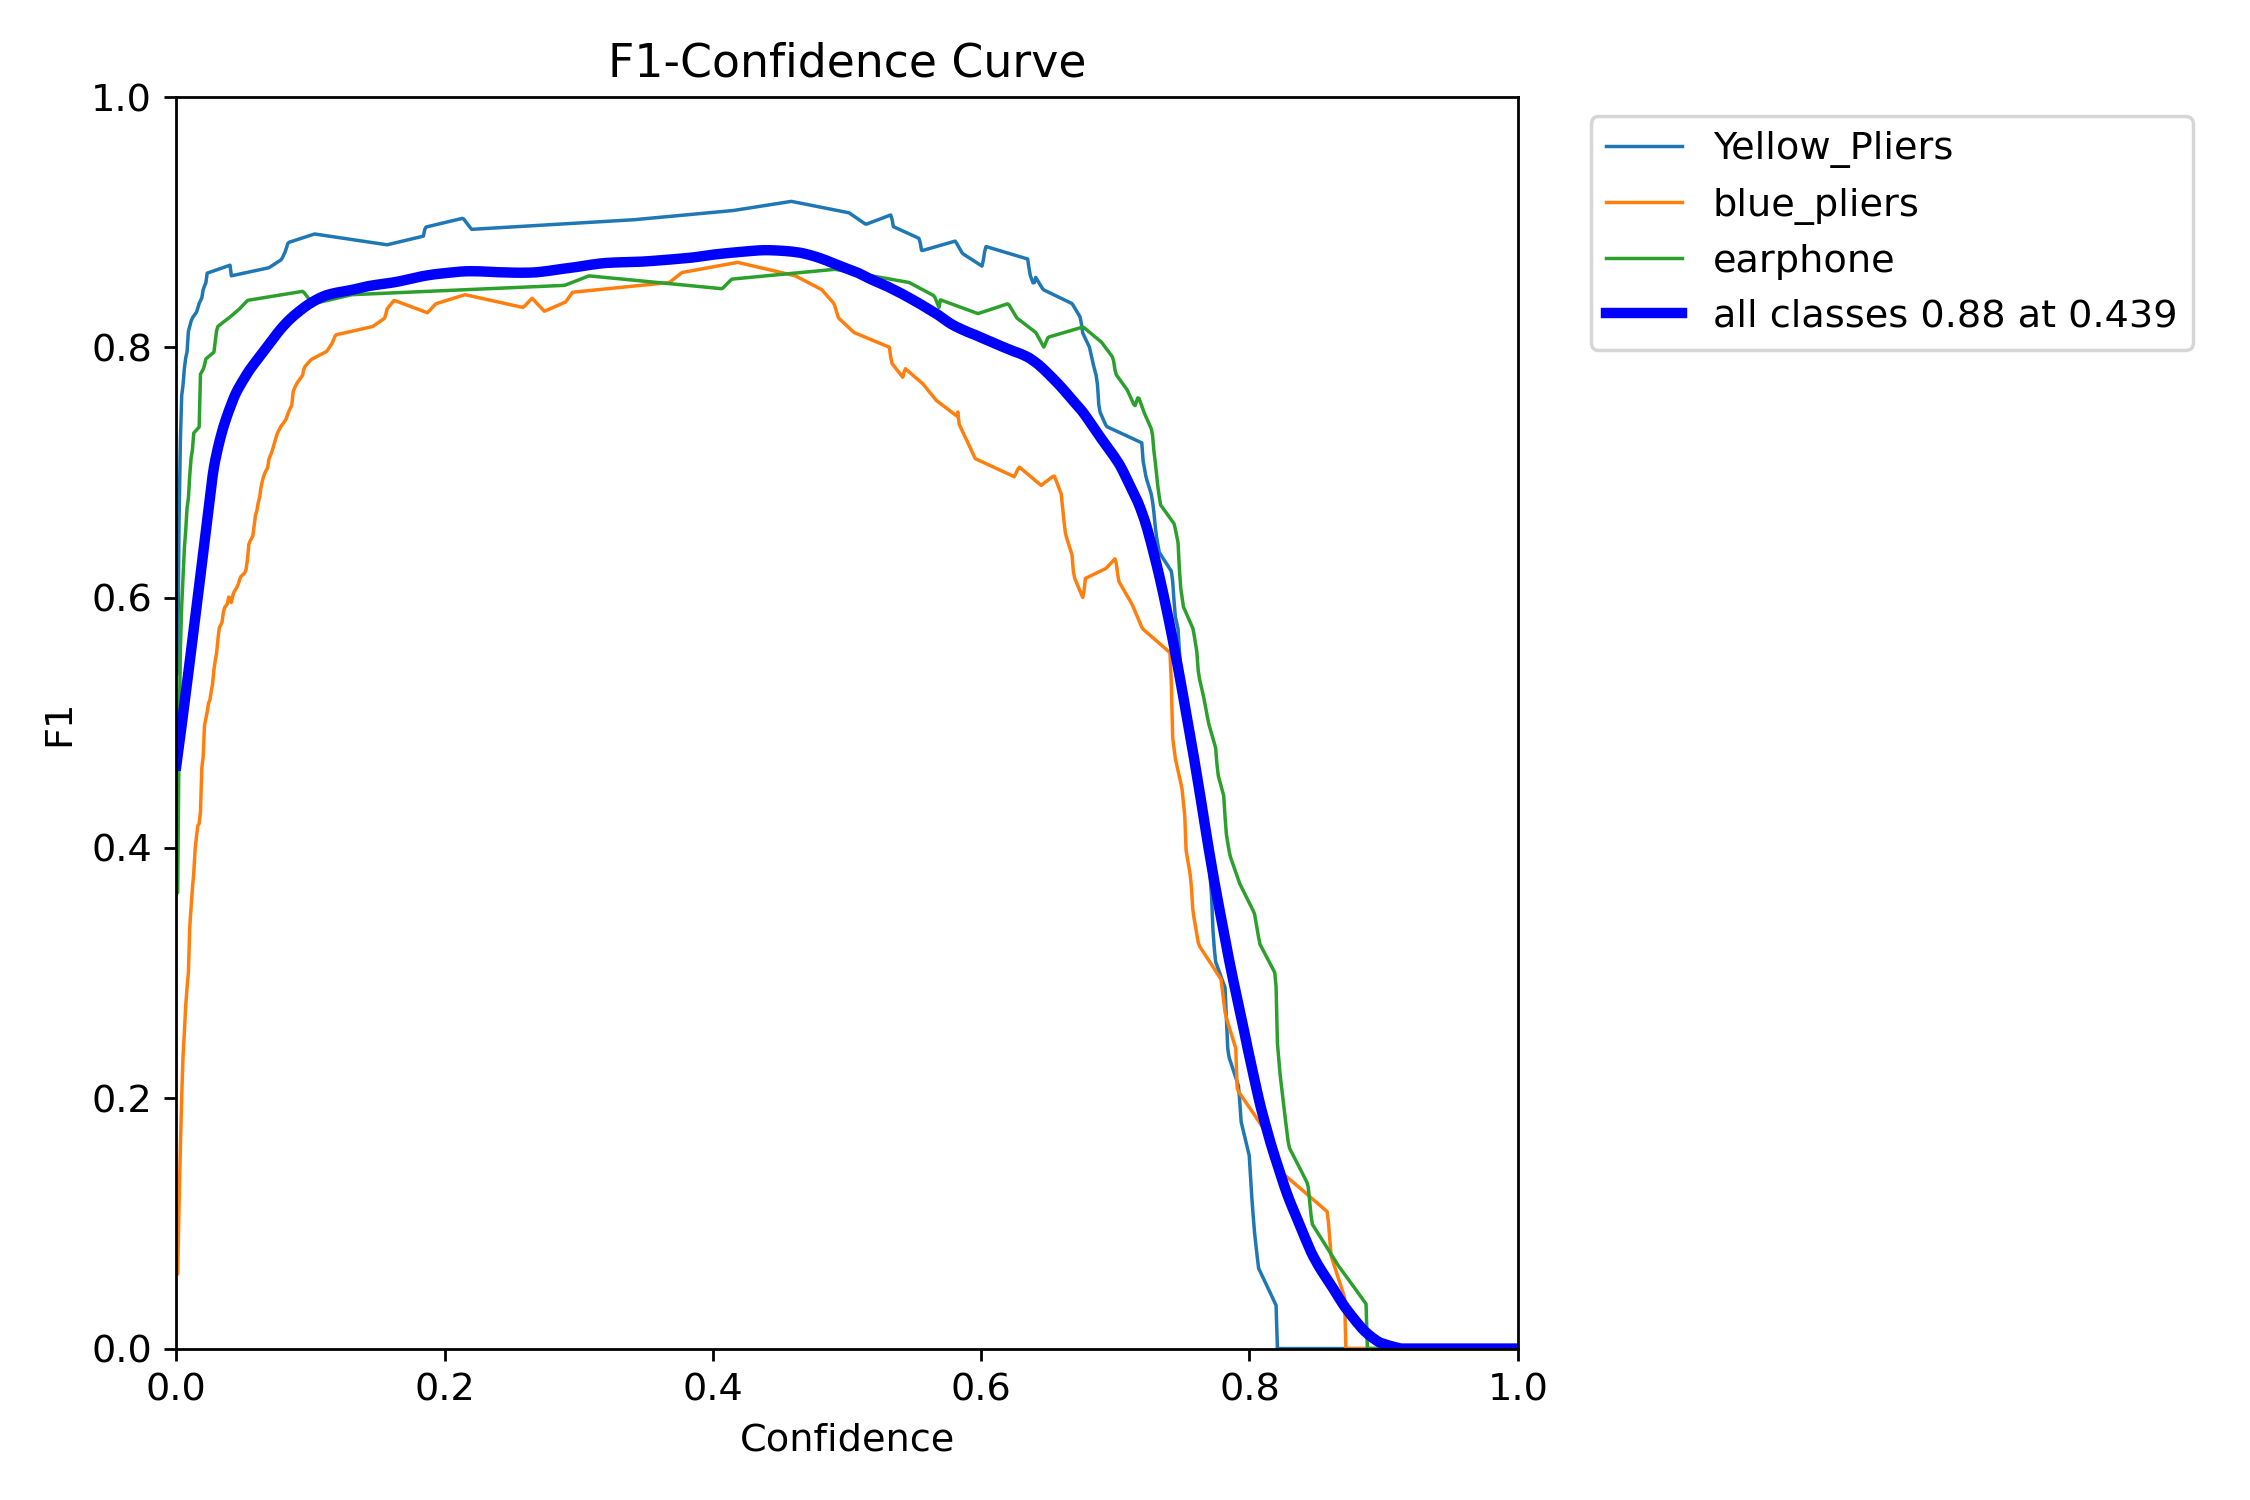 F1-Confidence Curve
1.0
0.8
0.6
0.4
0.2
0.0
F1
0.0 0.2 0.4 0.6 0.8 1.0
Confidence
Yellow_Pliers
blue_pliers
earphone
all classes 0.88 at 0.439